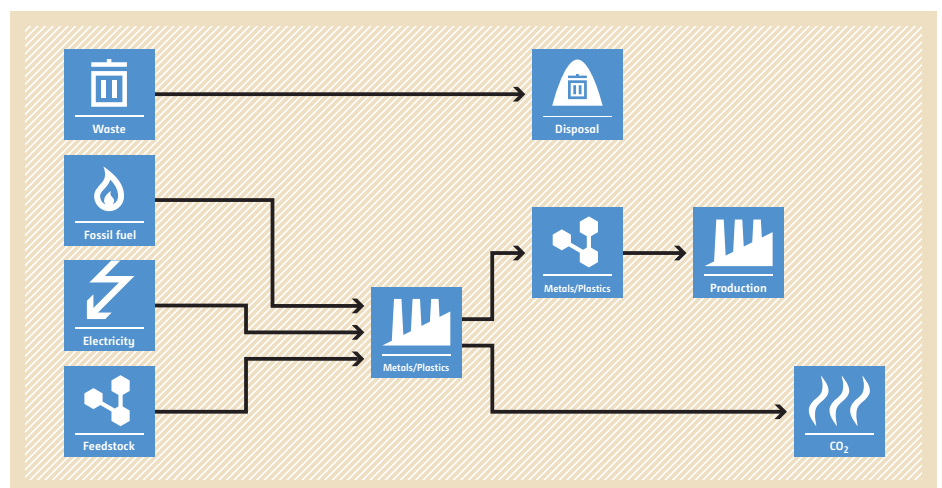 Waste
Disposal
Fossil fuel
Metals/Plastics
Production
Electricity
Metals/Plastics
Feedstock
CO2